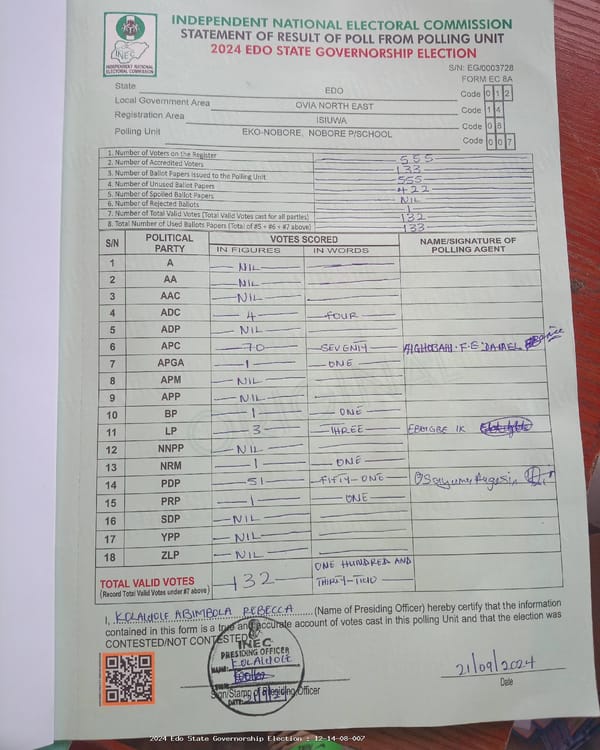 INDEPENDENT NATIONAL ELECTORAL COMMISSION
STATEMENT OF RESULT OF POLL FROM POLLING UNIT
2024 EDO STATE GOVERNORSHIP ELECTION
INEC
INDEPENDENT NATIONAL
ELECTORAL COMMISSION
S/N: EG/0003728
FORM EC 8A
State EDO Code 0 1 2
Local Government Area OVIA NORTH EAST Code 1 4
Registration Area ISIUWA Code 0 8
Polling Unit EKO-NOBORE, NOBORE P/SCHOOL Code 0 0 7
1. Number of Voters on the Register 555
2. Number of Accredited Voters 133
3. Number of Ballot Papers Issued to the Polling Unit 555
4. Number of Unused Ballot Papers 422
5. Number of Spoiled Ballot Papers NIL
6. Number of Rejected Ballots 1
7. Number of Total Valid Votes (Total Valid Votes cast for all parties) 132
8. Total Number of Used Ballots Papers (Total of #5 + #6 + #7 above) 133
S/N POLITICAL PARTY VOTES SCORED NAME/SIGNATURE OF POLLING AGENT
IN FIGURES IN WORDS
1 A NIL
2 AA NIL
3 AAC NIL
4 ADC 4 FOUR
5 ADP NIL
6 APC 70 SEVENTY
7 APGA 1 ONE
8 APM NIL
9 APP NIL
10 BP 1 ONE
11 LP 3 THREE EBOIGBE IK
12 NNPP NIL
13 NRM 1 ONE
14 PDP 51 FIFTY-ONE
15 PRP 1 ONE
16 SDP NIL
17 YPP NIL
18 ZLP NIL
TOTAL VALID VOTES 132 ONE HUNDRED AND THIRTY-TWO
(Record Total Valid Votes under #7 above)
I, KOLAWOLE ABIMBOLA REBECCA (Name of Presiding Officer) hereby certify that the information
contained in this form is a true and accurate account of votes cast in this polling Unit and that the election was
CONTESTED/NOT CONTESTED.
INEC
PRESIDING OFFICER
NAME: KOLAWOLE
DATE: 21/9/24
Sign/Stamp of Presiding Officer
21/09/2024
Date
2024 Edo State Governorship Election : 12-14-08-007